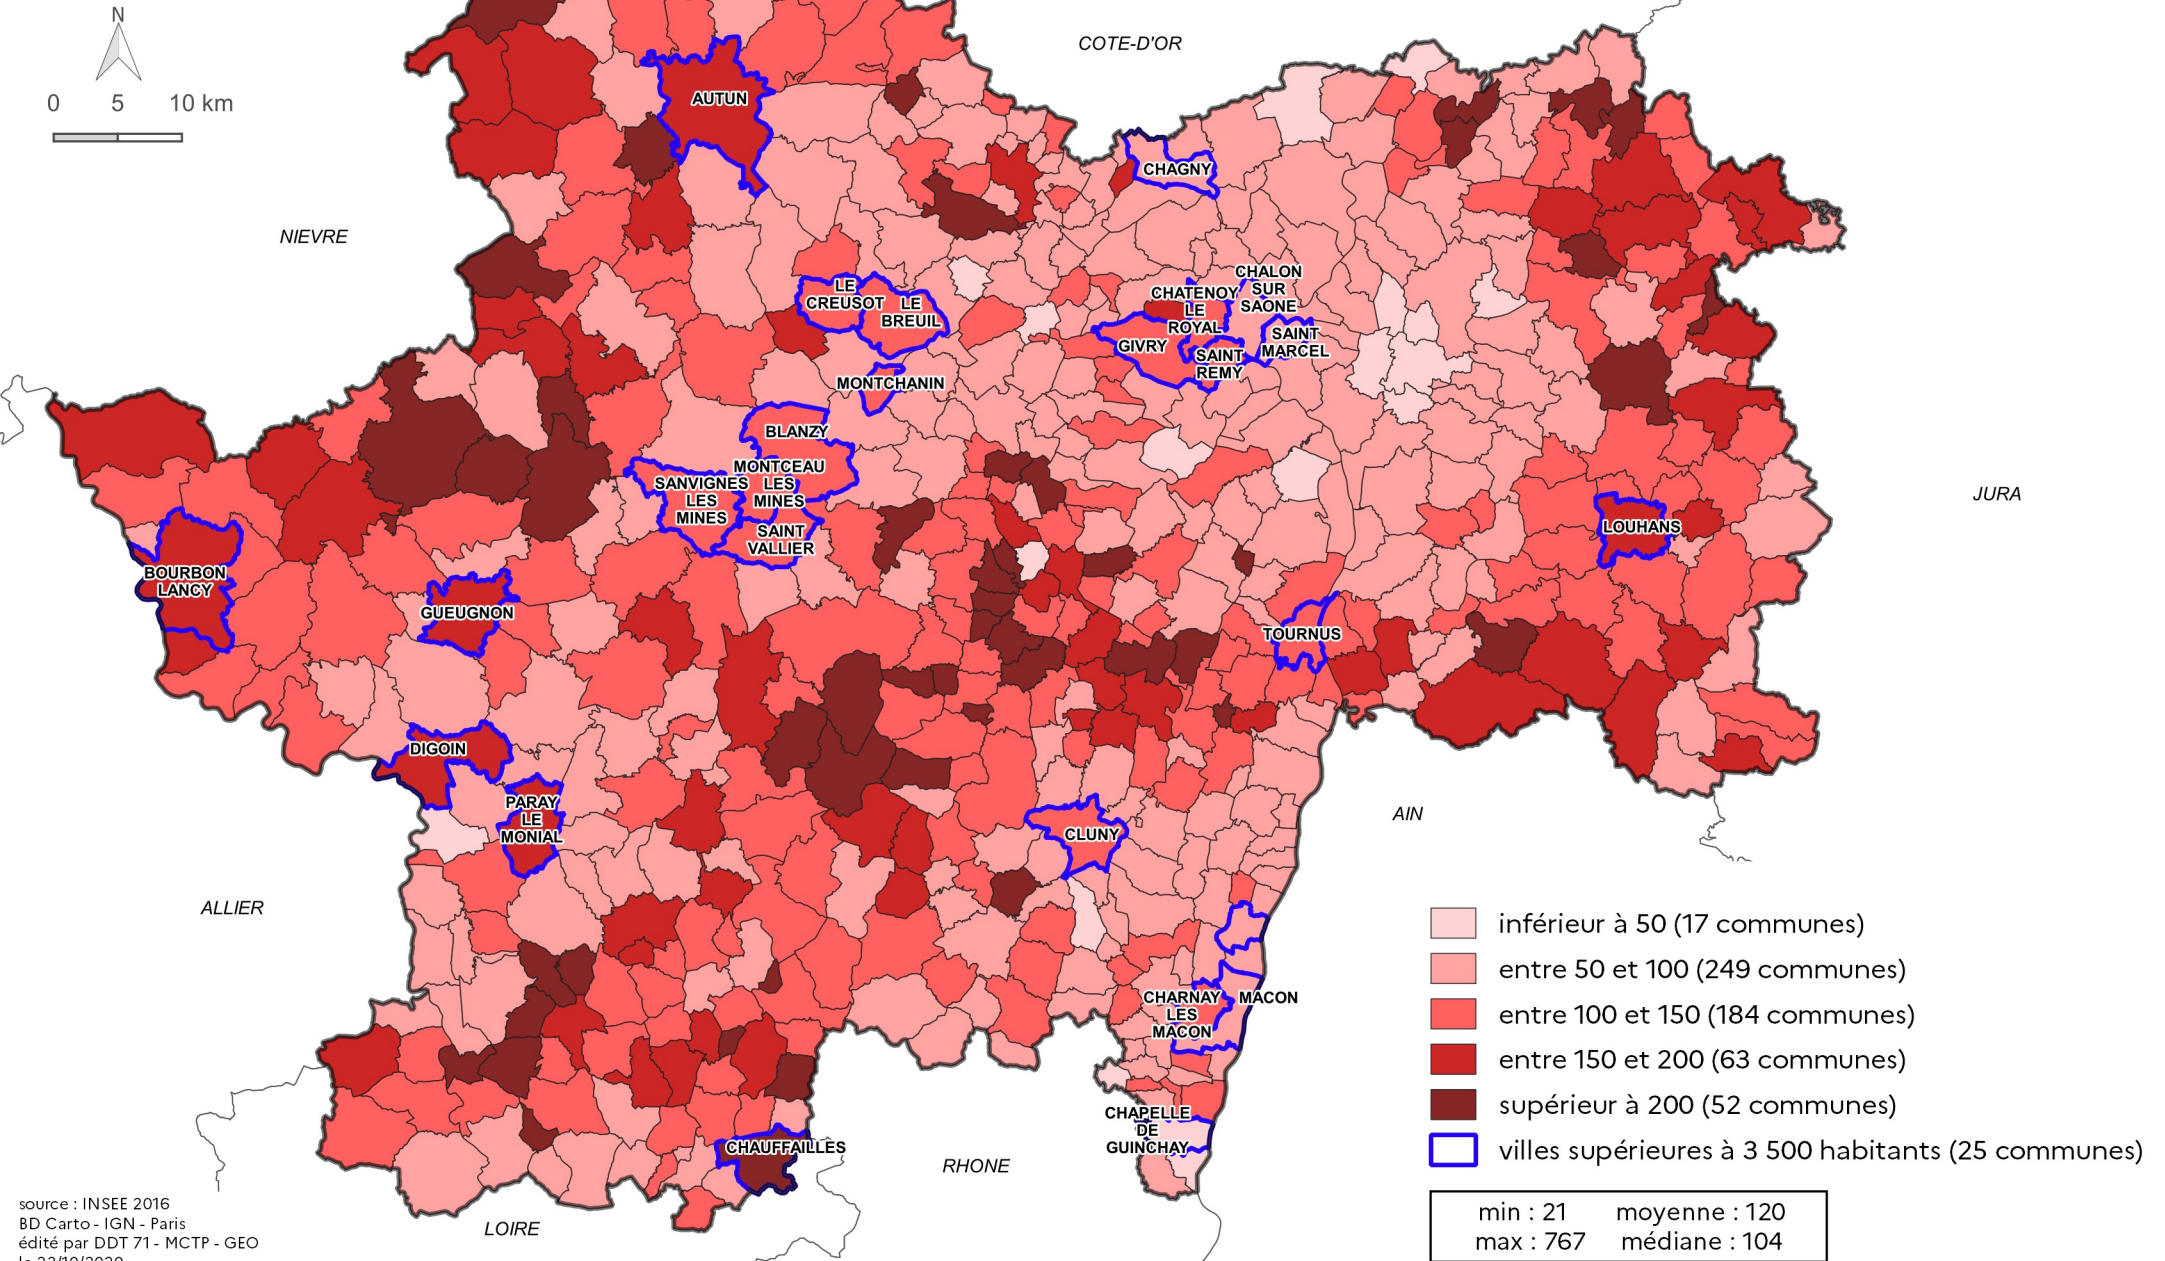 N
0 5 10 km
COTE-D'OR
NIEVRE
JURA
AIN
ALLIER
RHONE
LOIRE
AUTUN
CHAGNY
LE
CREUSOT
LE
BREUIL
CHALON
SUR
SAONE
CHATENOY
LE
ROYAL
GIVRY
SAINT
REMY
SAINT
MARCEL
MONTCHANIN
BLANZY
MONTCEAU
LES
MINES
SANVIGNES
LES
MINES
SAINT
VALLIER
LOUHANS
BOURBON
LANCY
GUEUGNON
TOURNUS
DIGOIN
PARAY
LE
MONIAL
CLUNY
CHARNAY
LES
MACON
MACON
CHAPELLE
DE
GUINCHAY
CHAUFFAILLES
inférieur à 50 (17 communes)
entre 50 et 100 (249 communes)
entre 100 et 150 (184 communes)
entre 150 et 200 (63 communes)
supérieur à 200 (52 communes)
villes supérieures à 3 500 habitants (25 communes)
min : 21 moyenne : 120
max : 767 médiane : 104
source : INSEE 2016
BD Carto - IGN - Paris
édité par DDT 71 - MCTP - GEO